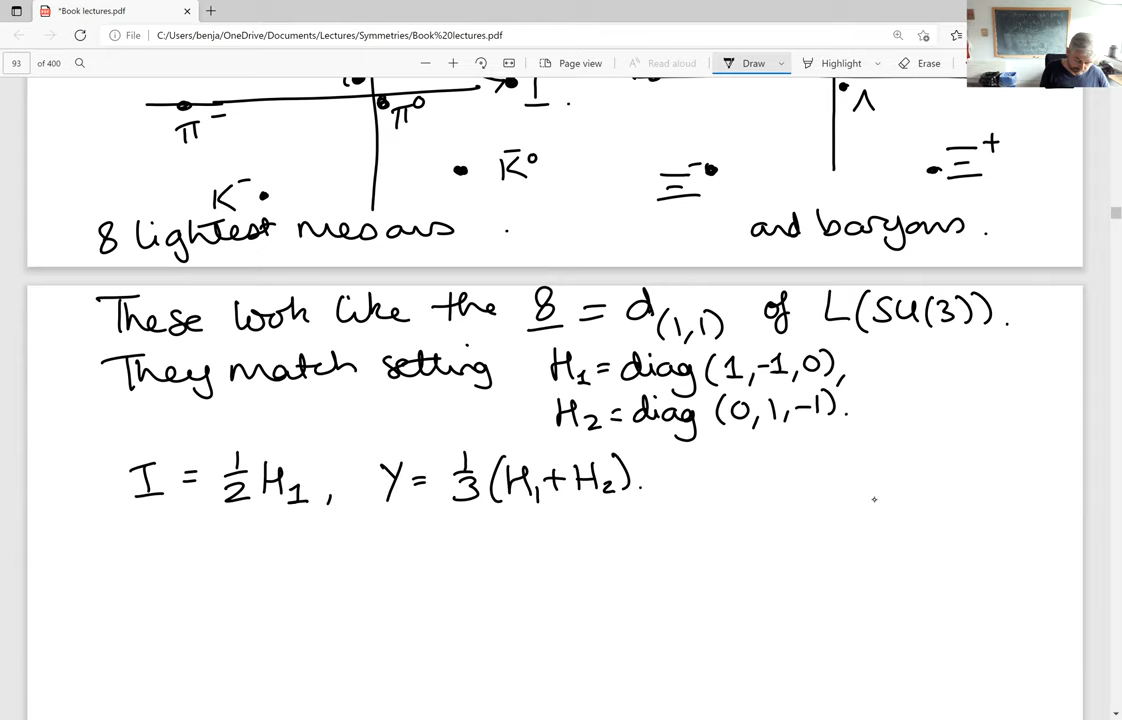 *Book lectures.pdf
File C:/Users/benja/OneDrive/Documents/Lectures/Symmetries/Book%20lectures.pdf
93 of 400 Page view Read aloud Draw Highlight Erase
π⁻ π⁰ I Λ
K⁻ K̄⁰ Ξ⁻ Ξ⁺
8 lightest mesons . and baryons.
These look like the 8 = d(1,1) of L(SU(3)).
They match setting H₁ = diag(1,-1,0),
H₂ = diag(0,1,-1).
I = 1/2 H₁, Y = 1/3 (H₁+H₂).